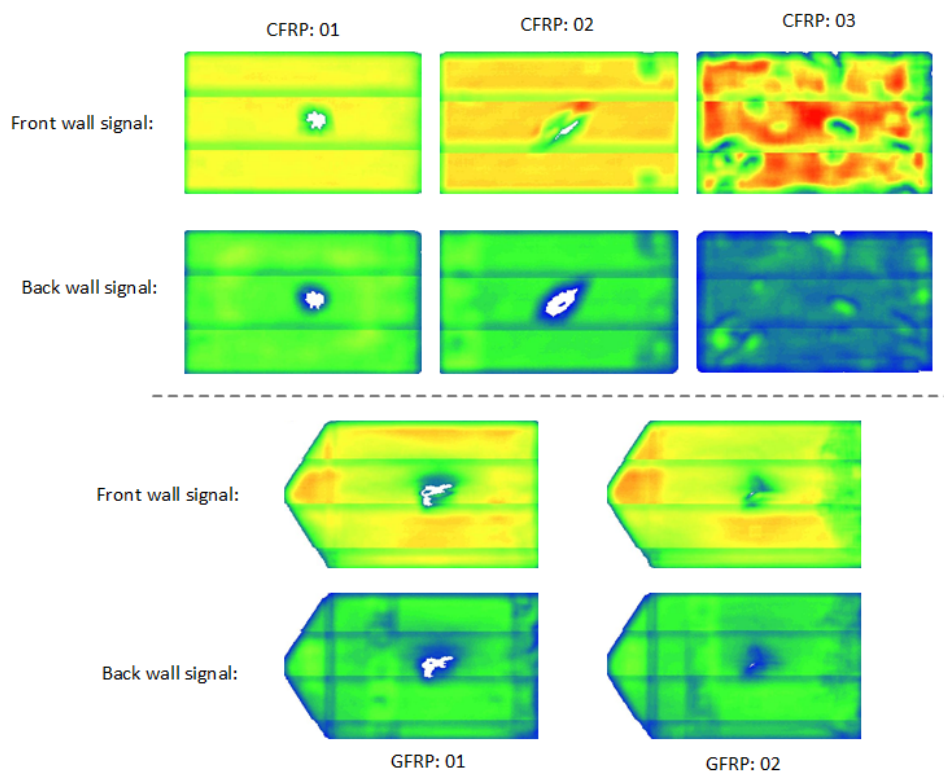 CFRP: 01
CFRP: 02
CFRP: 03
Front wall signal:
Back wall signal:
Front wall signal:
Back wall signal:
GFRP: 01
GFRP: 02